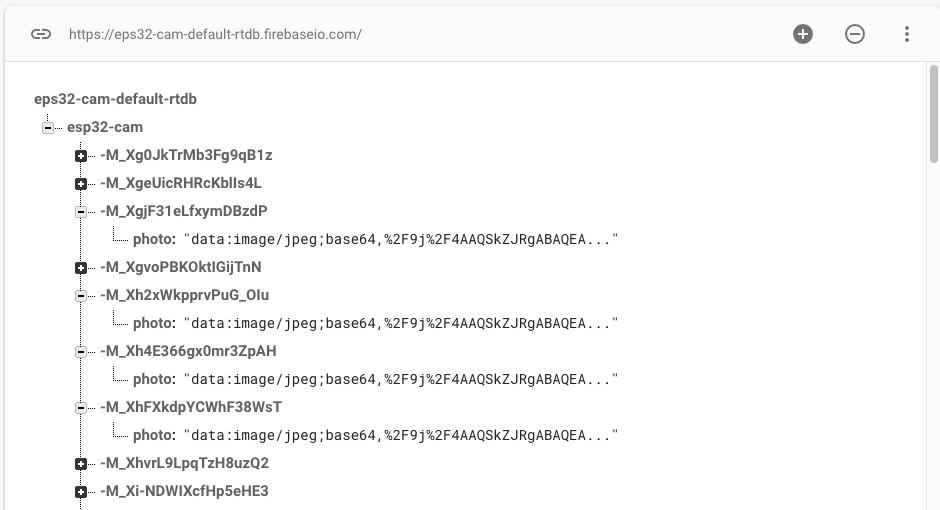 https://eps32-cam-default-rtdb.firebaseio.com/
eps32-cam-default-rtdb
esp32-cam
-M_Xg0JkTrMb3Fg9qB1z
-M_XgeUicRHRcKblIs4L
-M_XgjF31eLfxymDBzdP
photo: "data:image/jpeg;base64,%2F9j%2F4AAQSkZJRgABAQEA..."
-M_XgvoPBKOktIGijTnN
-M_Xh2xWkpprvPuG_OIu
photo: "data:image/jpeg;base64,%2F9j%2F4AAQSkZJRgABAQEA..."
-M_Xh4E366gx0mr3ZpAH
photo: "data:image/jpeg;base64,%2F9j%2F4AAQSkZJRgABAQEA..."
-M_XhFXkdpYCWhF38WsT
photo: "data:image/jpeg;base64,%2F9j%2F4AAQSkZJRgABAQEA..."
-M_XhvrL9LpqTzH8uzQ2
-M_Xi-NDWIXcfHp5eHE3